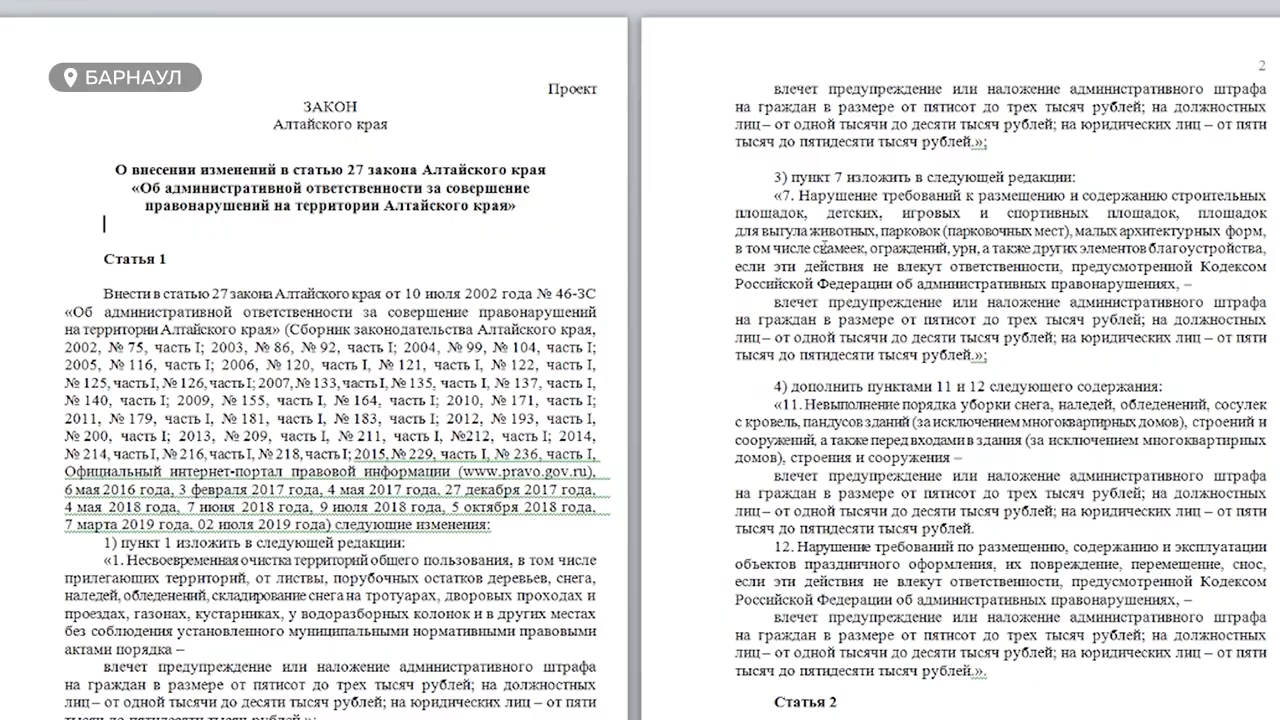 БАРНАУЛ
Проект
ЗАКОН
Алтайского края
О внесении изменений в статью 27 закона Алтайского края
«Об административной ответственности за совершение
правонарушений на территории Алтайского края»
Статья 1
Внести в статью 27 закона Алтайского края от 10 июля 2002 года № 46-ЗС
«Об административной ответственности за совершение правонарушений
на территории Алтайского края» (Сборник законодательства Алтайского края,
2002, № 75, часть I; 2003, № 86, № 92, часть I; 2004, № 99, № 104, часть I;
2005, № 116, часть I; 2006, № 120, часть I, № 121, часть I, № 122, часть I,
№ 125, часть I, № 126, часть I; 2007, № 133, часть I, № 135, часть I, № 137, часть I,
№ 140, часть I; 2009, № 155, часть I, № 164, часть I; 2010, № 171, часть I;
2011, № 179, часть I, № 181, часть I, № 183, часть I; 2012, № 193, часть I,
№ 200, часть I; 2013, № 209, часть I, № 211, часть I, №212, часть I; 2014,
№ 214, часть I, № 216, часть I, № 218, часть I; 2015, № 229, часть I, № 236, часть I,
Официальный интернет-портал правовой информации (www.pravo.gov.ru),
6 мая 2016 года, 3 февраля 2017 года, 4 мая 2017 года, 27 декабря 2017 года,
4 мая 2018 года, 7 июня 2018 года, 9 июля 2018 года, 5 октября 2018 года,
7 марта 2019 года, 02 июля 2019 года) следующие изменения:
1) пункт 1 изложить в следующей редакции:
«1. Несвоевременная очистка территорий общего пользования, в том числе
прилегающих территорий, от листвы, порубочных остатков деревьев, снега,
наледей, обледенений, складирование снега на тротуарах, дворовых проходах и
проездах, газонах, кустарниках, у водоразборных колонок и в других местах
без соблюдения установленного муниципальными нормативными правовыми
актами порядка –
влечет предупреждение или наложение административного штрафа
на граждан в размере от пятисот до трех тысяч рублей; на должностных
лиц – от одной тысячи до десяти тысяч рублей; на юридических лиц – от пяти
тысяч до пятидесяти тысяч рублей.»;
2
влечет предупреждение или наложение административного штрафа
на граждан в размере от пятисот до трех тысяч рублей; на должностных
лиц – от одной тысячи до десяти тысяч рублей; на юридических лиц – от пяти
тысяч до пятидесяти тысяч рублей.»;
3) пункт 7 изложить в следующей редакции:
«7. Нарушение требований к размещению и содержанию строительных
площадок, детских, игровых и спортивных площадок, площадок
для выгула животных, парковок (парковочных мест), малых архитектурных форм,
в том числе скамеек, ограждений, урн, а также других элементов благоустройства,
если эти действия не влекут ответственности, предусмотренной Кодексом
Российской Федерации об административных правонарушениях, –
влечет предупреждение или наложение административного штрафа
на граждан в размере от пятисот до трех тысяч рублей; на должностных
лиц – от одной тысячи до десяти тысяч рублей; на юридических лиц – от пяти
тысяч до пятидесяти тысяч рублей.»;
4) дополнить пунктами 11 и 12 следующего содержания:
«11. Невыполнение порядка уборки снега, наледей, обледенений, сосулек
с кровель, пандусов зданий (за исключением многоквартирных домов), строений и
сооружений, а также перед входами в здания (за исключением многоквартирных
домов), строения и сооружения –
влечет предупреждение или наложение административного штрафа
на граждан в размере от пятисот до трех тысяч рублей; на должностных
лиц – от одной тысячи до десяти тысяч рублей; на юридических лиц – от пяти
тысяч до пятидесяти тысяч рублей.
12. Нарушение требований по размещению, содержанию и эксплуатации
объектов праздничного оформления, их повреждение, перемещение, снос,
если эти действия не влекут ответственности, предусмотренной Кодексом
Российской Федерации об административных правонарушениях, –
влечет предупреждение или наложение административного штрафа
на граждан в размере от пятисот до трех тысяч рублей; на должностных
лиц – от одной тысячи до десяти тысяч рублей; на юридических лиц – от пяти
тысяч до пятидесяти тысяч рублей.».
Статья 2